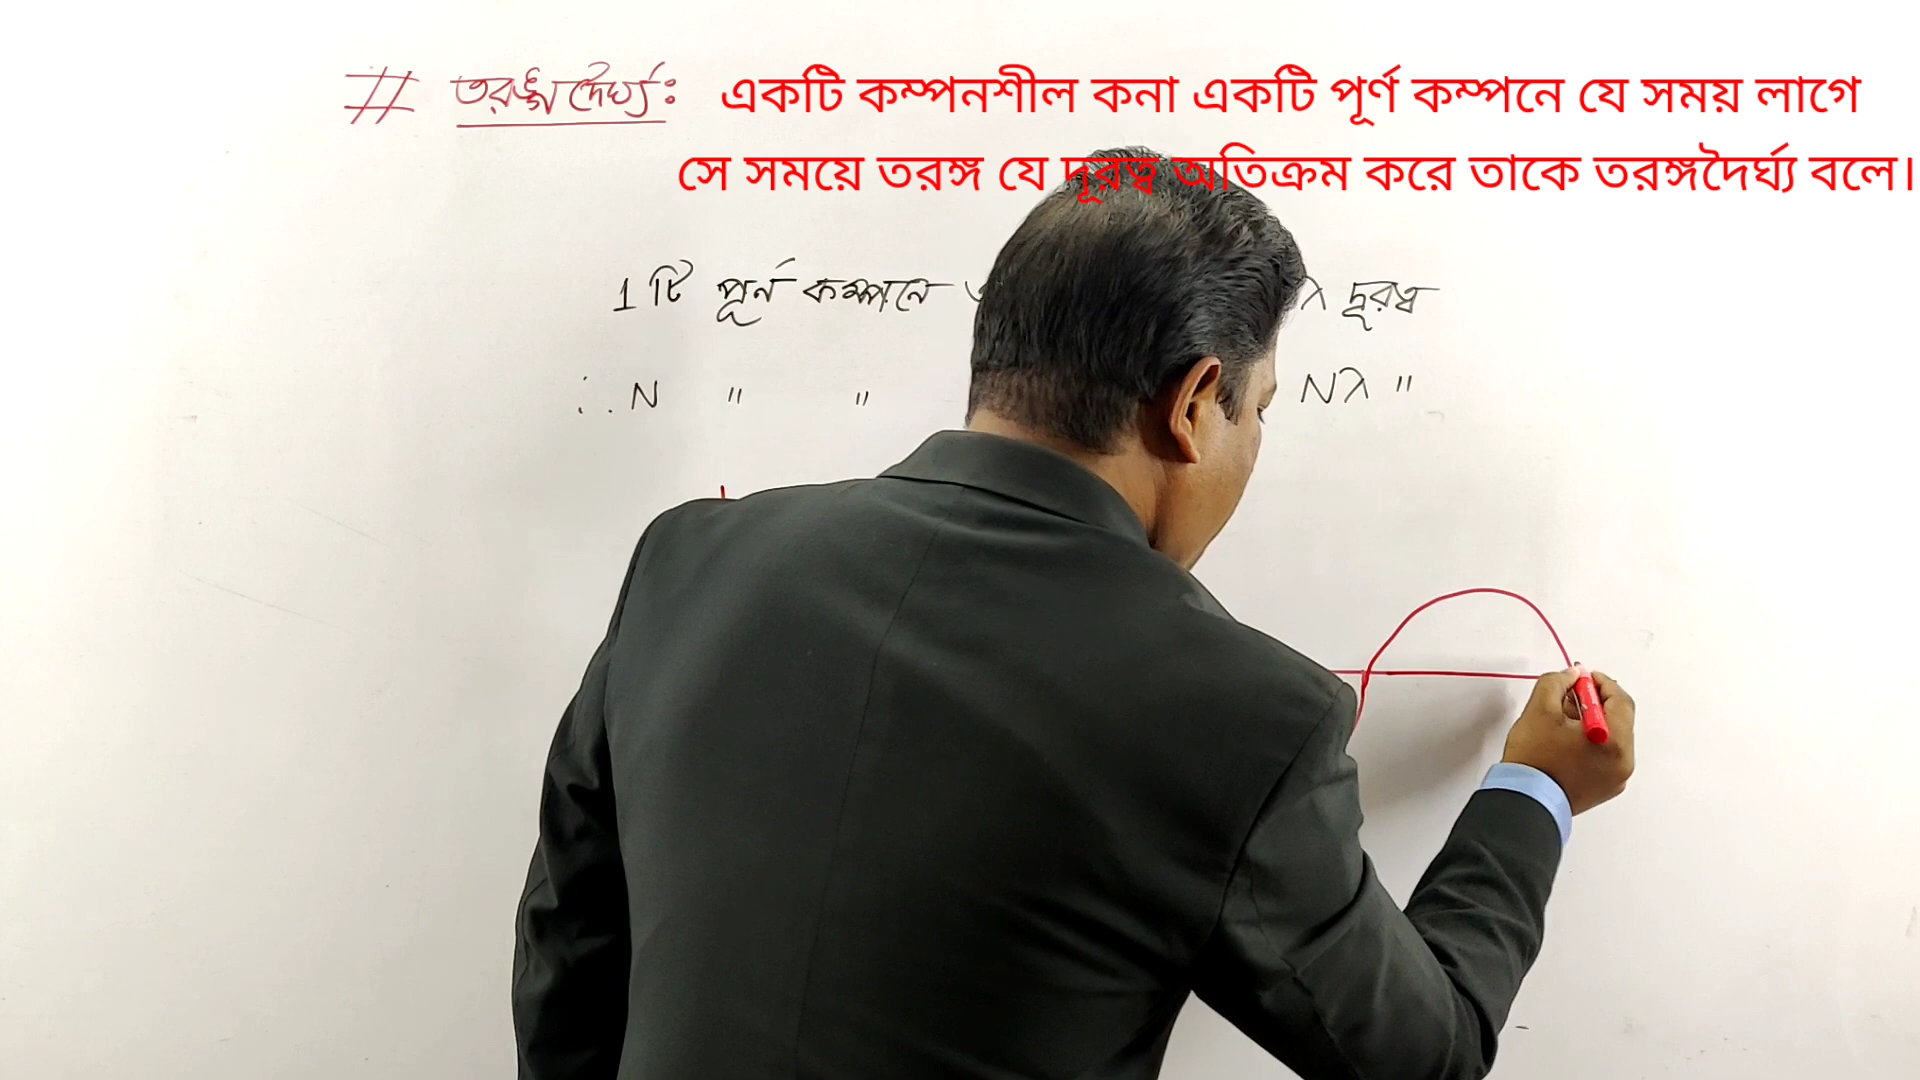 # তরঙ্গ দৈর্ঘ্য: একটি কম্পনশীল কনা একটি পূর্ণ কম্পনে যে সময় লাগে
সে সময়ে তরঙ্গ যে দূরত্ব অতিক্রম করে তাকে তরঙ্গদৈর্ঘ্য বলে।
1 টি পূর্ন কম্পনে λ দূরত্ব
∴ N " " Nλ "